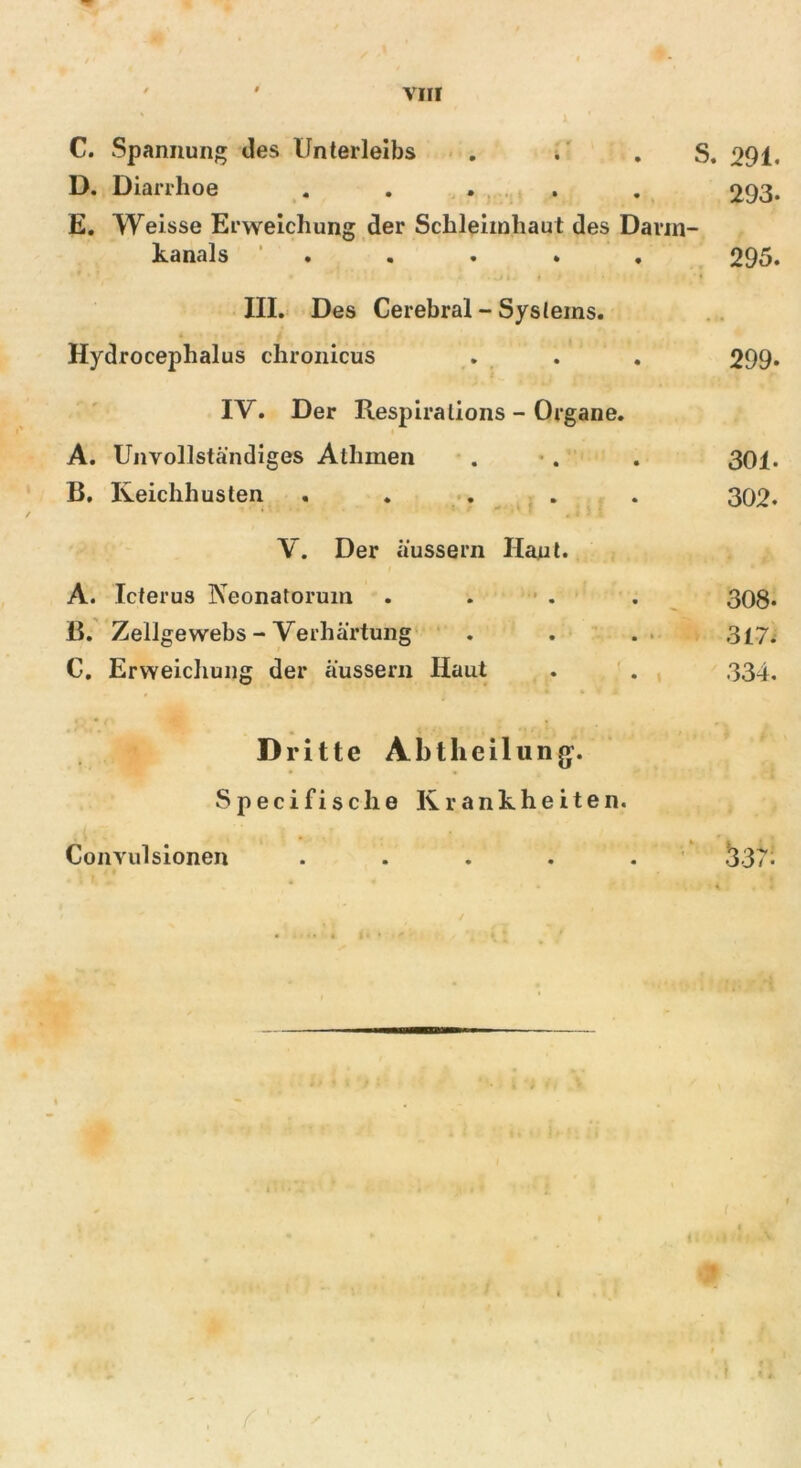 VIII
C. Spannung des Unterleibs . . . S. 291.
D. Diarrhoe . . . . . 293.
E. Weisse Erweichung der Schleimhaut des Darm-
kanals . . . . . 295.
III. Des Cerebral-Systems.
Hydrocephalus chronicus . . . 299.
IV. Der Respirations-Organe.
A. Unvollständiges Athmen . . . 301.
B. Keichhusten . . . . . 302.
V. Der äussern Haut.
A. Icterus Neonatorum . . . . 308.
B. Zellgewebs-Verhärtung . . . 317.
C. Erweichung der äussern Haut . . 334.
Dritte Abtheilung.
Specifische Krankheiten.
Convulsionen . . . . . 337.